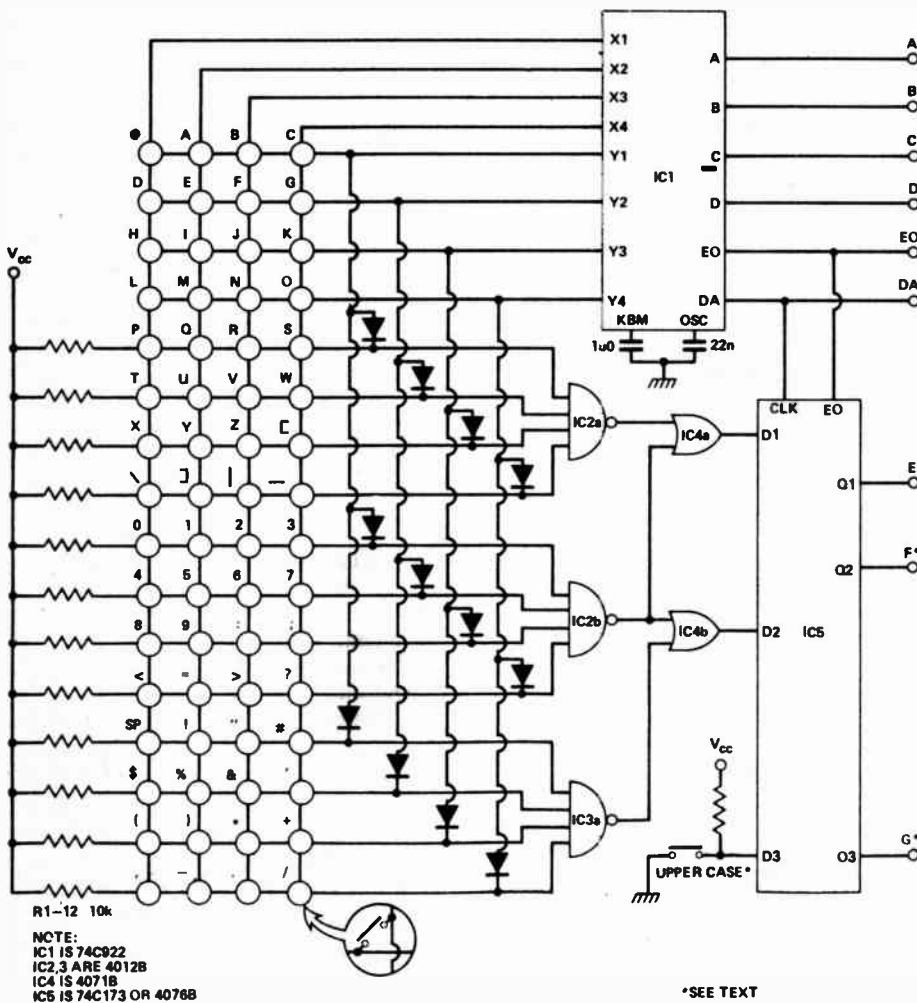 X1
X2
X3
X4
Y1
Y2
Y3
Y4
IC1
A
B
C
D
EO
DA
KBM
OSC
1u0
22n
A
B
C
D
EO
DA
@ A B C
D E F G
H I J K
L M N O
P Q R S
T U V W
X Y Z [
\ ] | —
0 1 2 3
4 5 6 7
8 9 : ;
< = > ?
SP ! " #
$ % & '
( ) * +
, - . /
Vcc
IC2a
IC2b
IC3a
IC4a
IC4b
CLK EO
D1
D2
D3
IC5
Q1
Q2
O3
E
F*
G*
Vcc
UPPER CASE*
R1–12 10k
NOTE:
IC1 IS 74C922
IC2,3 ARE 4012B
IC4 IS 4071B
IC5 IS 74C173 OR 4076B
*SEE TEXT